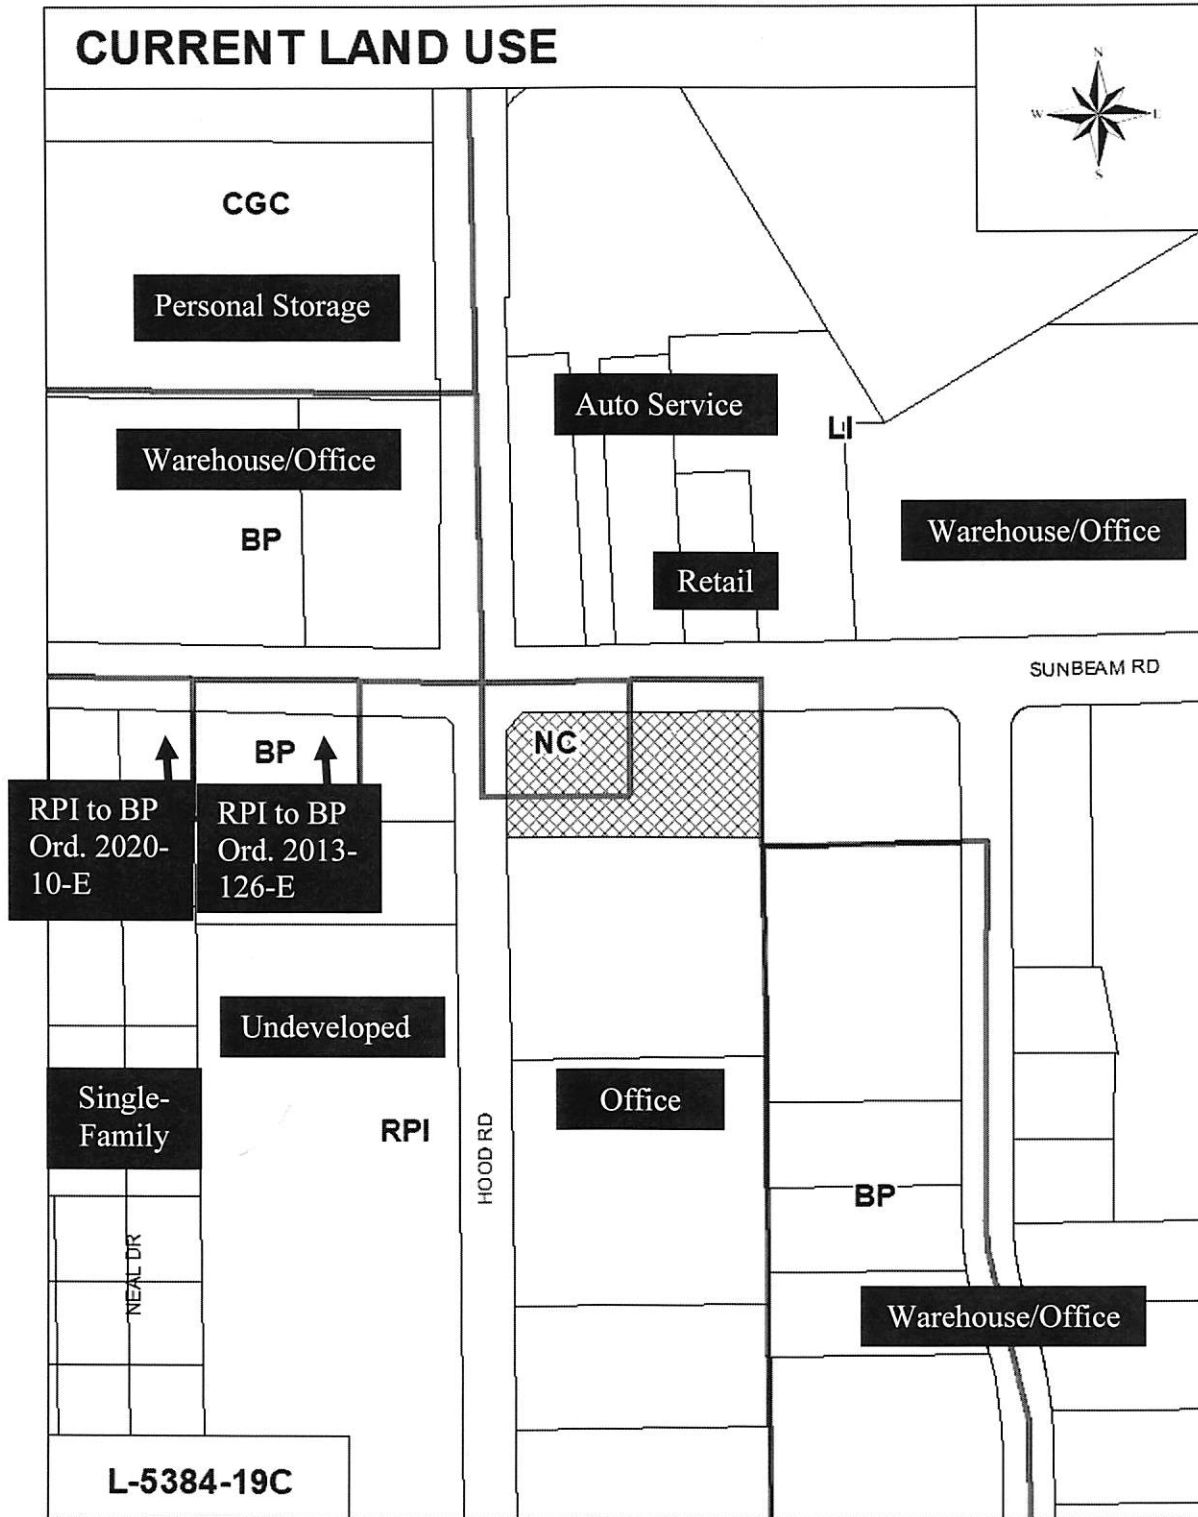 CURRENT LAND USE
N
W
E
S
CGC
Personal Storage
Auto Service
LI
Warehouse/Office
BP
Warehouse/Office
Retail
SUNBEAM RD
NC
BP
RPI to BP
Ord. 2020-
10-E
RPI to BP
Ord. 2013-
126-E
Undeveloped
Single-
Family
Office
RPI
HOOD RD
BP
NEAL DR
Warehouse/Office
L-5384-19C